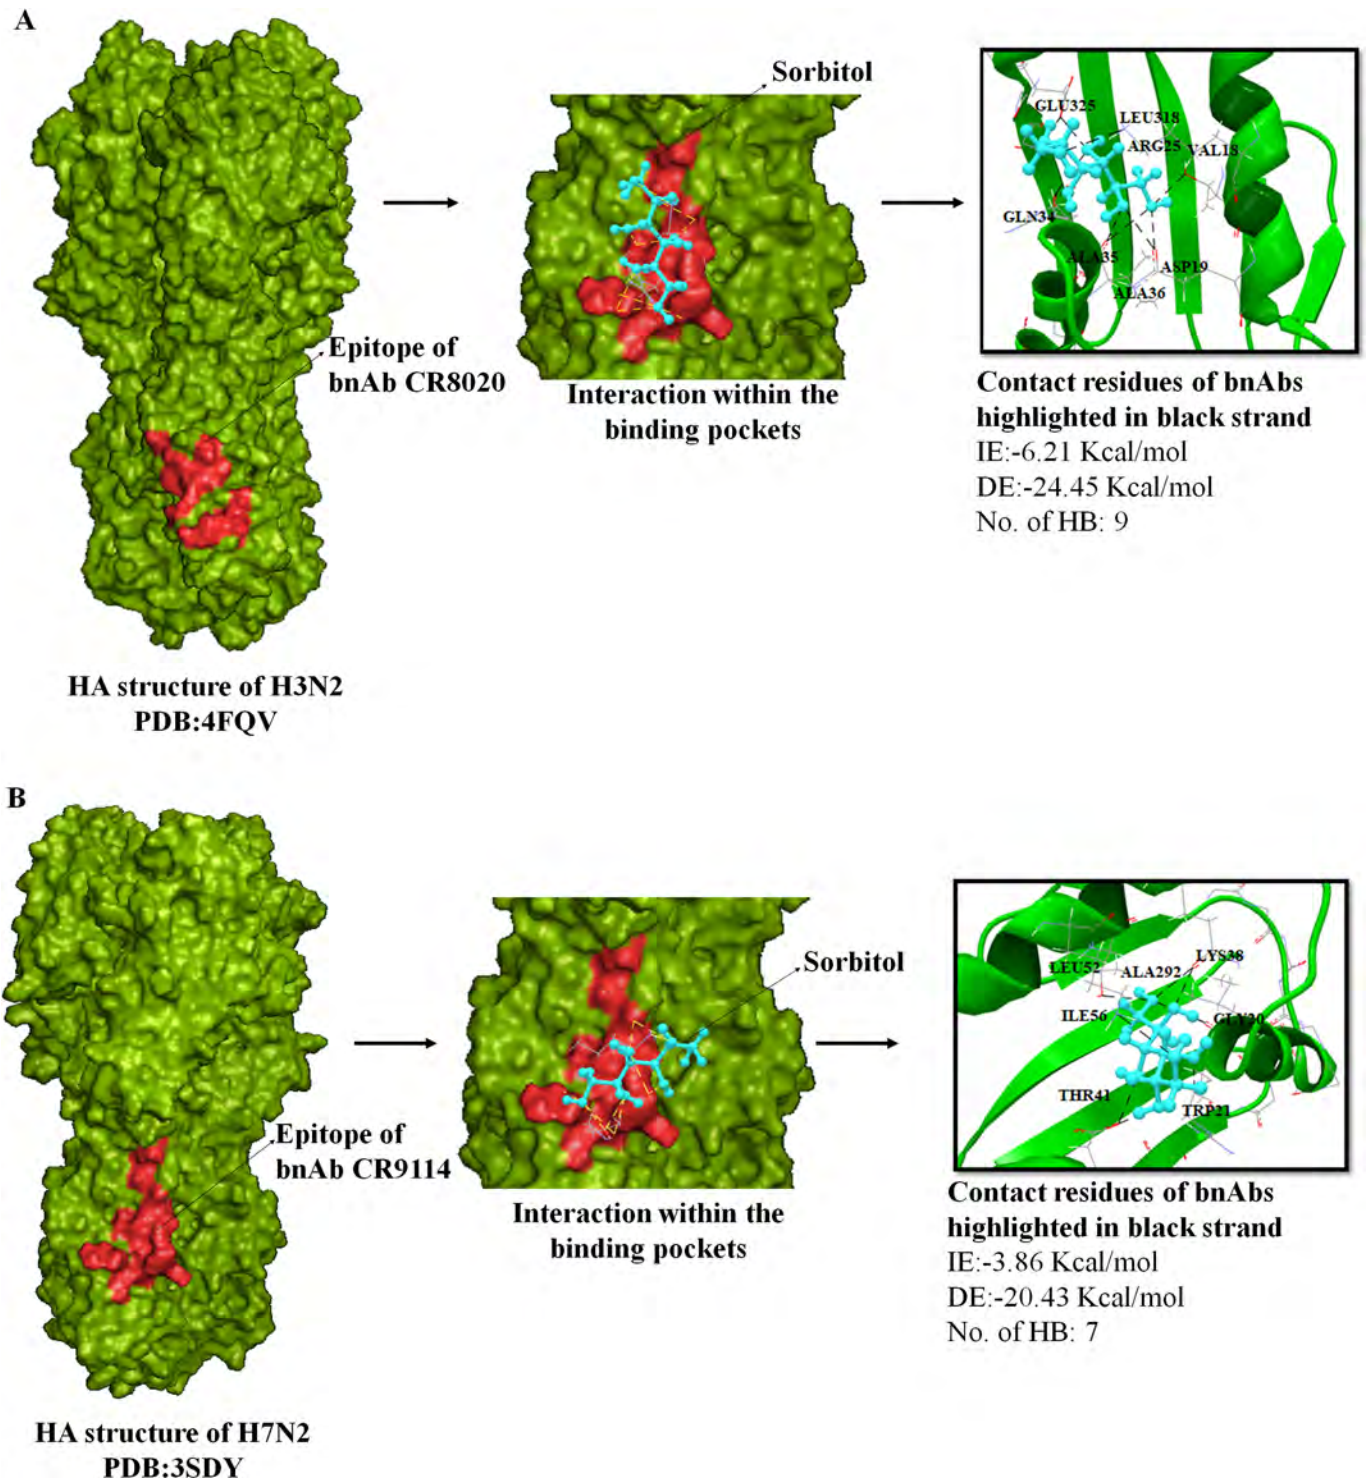 A
Sorbitol
Epitope of
bnAb CR8020
Interaction within the
binding pockets
GLU325
LEU318
ARG25
VAL18
GLN34
ALA35
ASP19
ALA36
Contact residues of bnAbs
highlighted in black strand
IE:-6.21 Kcal/mol
DE:-24.45 Kcal/mol
No. of HB: 9
HA structure of H3N2
PDB:4FQV
B
Sorbitol
Epitope of
bnAb CR9114
Interaction within the
binding pockets
LEU52
ALA292
LYS38
ILE56
GLY20
THR41
TRP21
Contact residues of bnAbs
highlighted in black strand
IE:-3.86 Kcal/mol
DE:-20.43 Kcal/mol
No. of HB: 7
HA structure of H7N2
PDB:3SDY